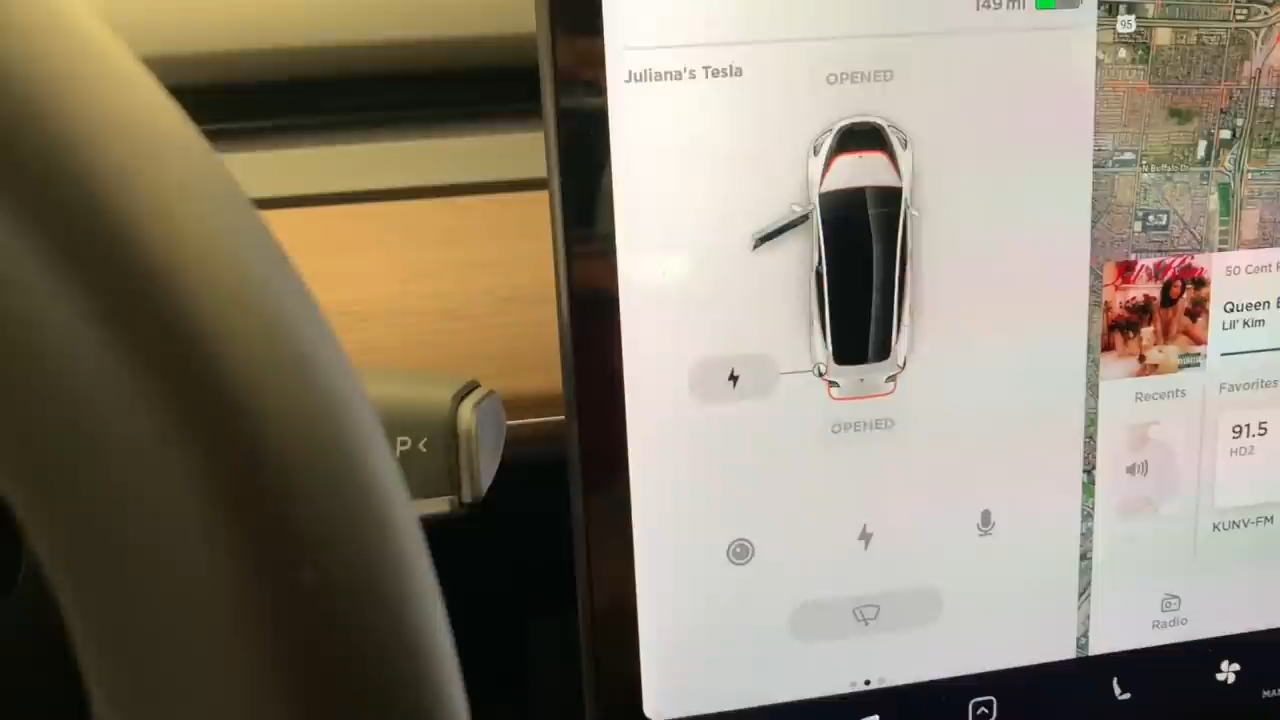 149 mi
95
Juliana's Tesla
OPENED
N Buffalo Dr
50 Cent
Queen
Lil' Kim
Recents
Favorites
OPENED
91.5
HD2
P<
KUNV-FM
Radio